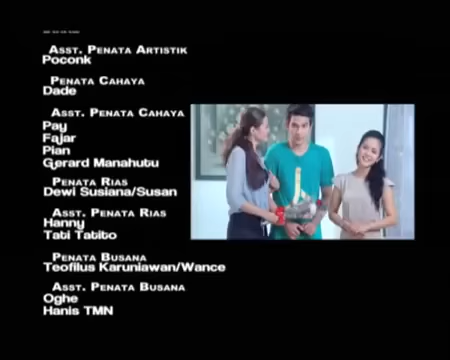 Asst. Penata Artistik
Poconk
Penata Cahaya
Dade
Asst. Penata Cahaya
Pay
Fajar
Pian
Gerard Manahutu
Penata Rias
Dewi Susiana/Susan
Asst. Penata Rias
Hanny
Tati Tatito
Penata Busana
Teofilus Karuniawan/Wance
Asst. Penata Busana
Oghe
Hanis TMN